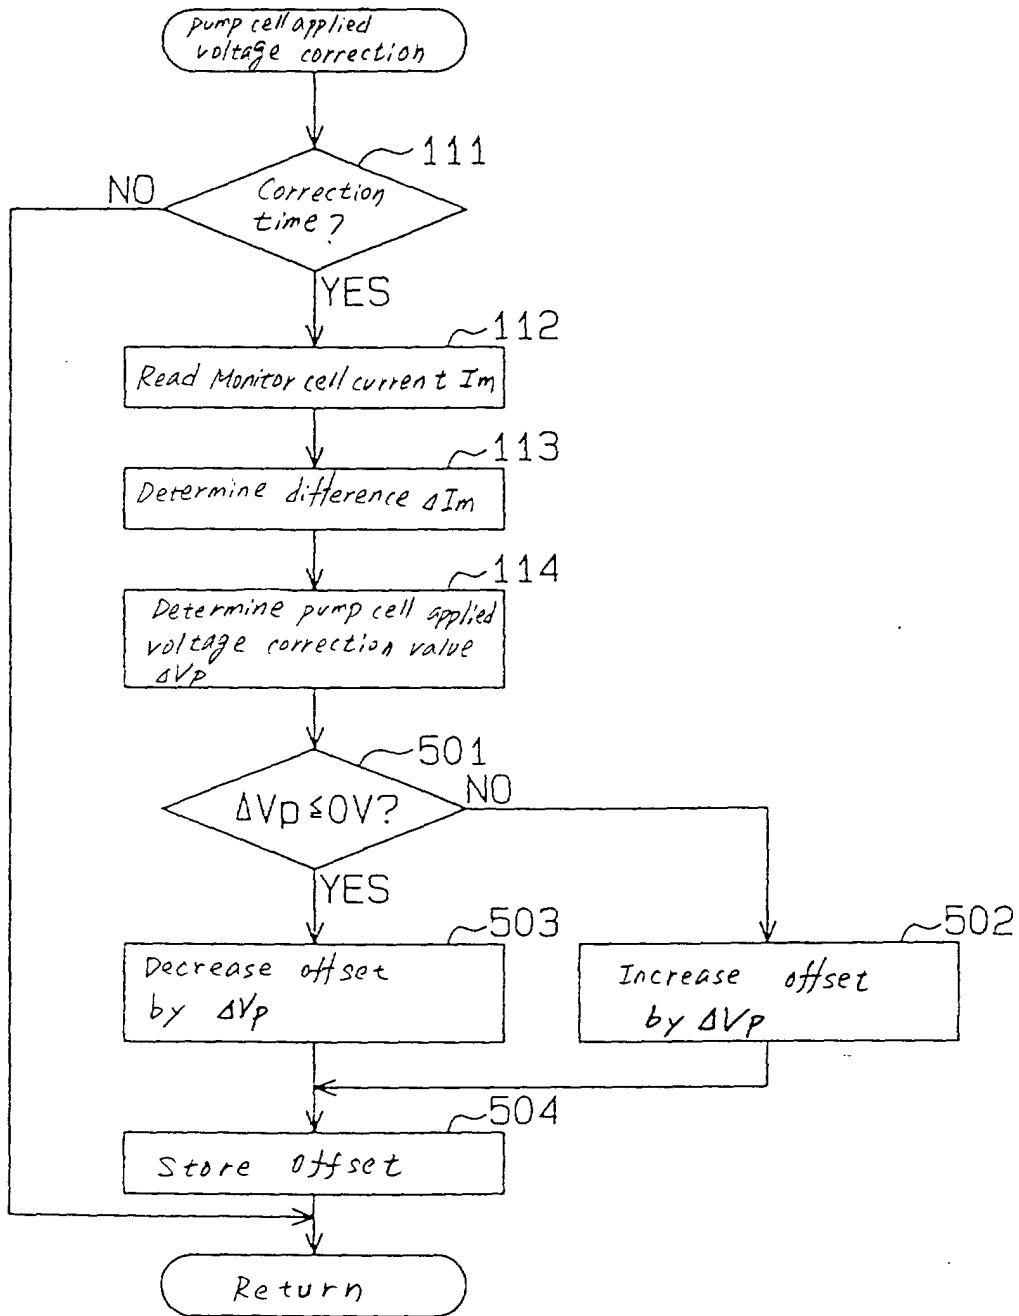 pump cell applied
voltage correction
111
NO
Correction
time?
YES
112
Read Monitor cell current Im
113
Determine difference ΔIm
114
Determine pump cell applied
voltage correction value
ΔVp
501
ΔVp≦0V?
NO
YES
503
Decrease offset
by ΔVp
502
Increase offset
by ΔVp
504
Store offset
Return